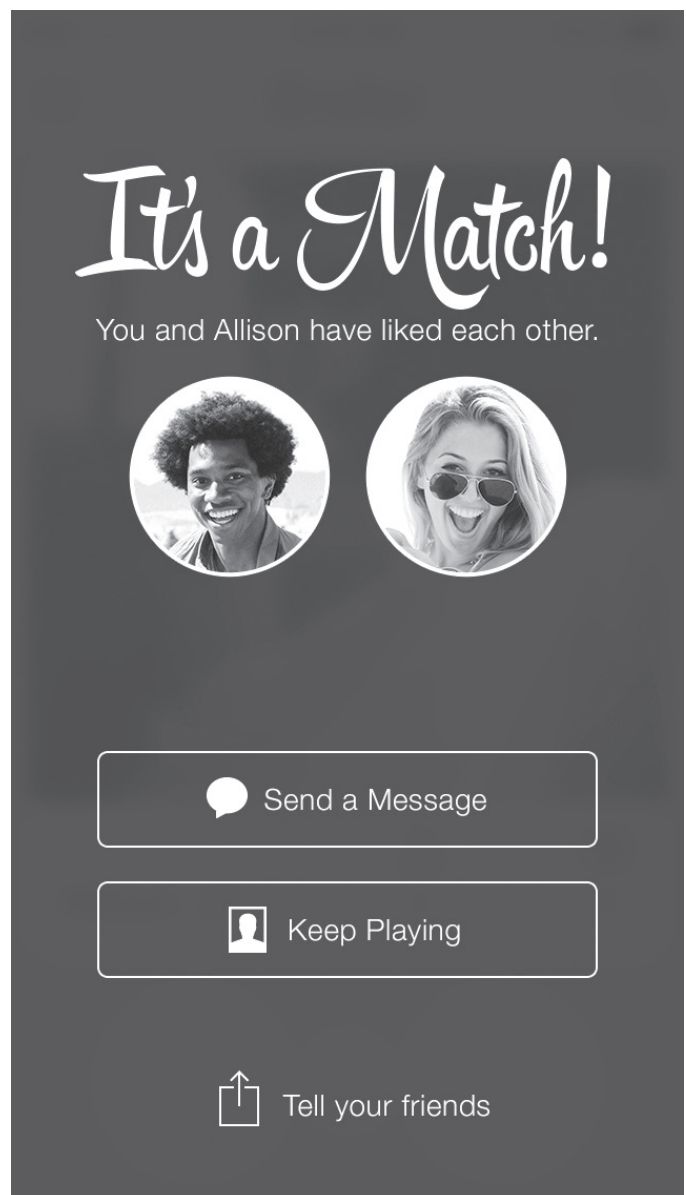 It's a Match!
You and Allison have liked each other.
Send a Message
Keep Playing
Tell your friends